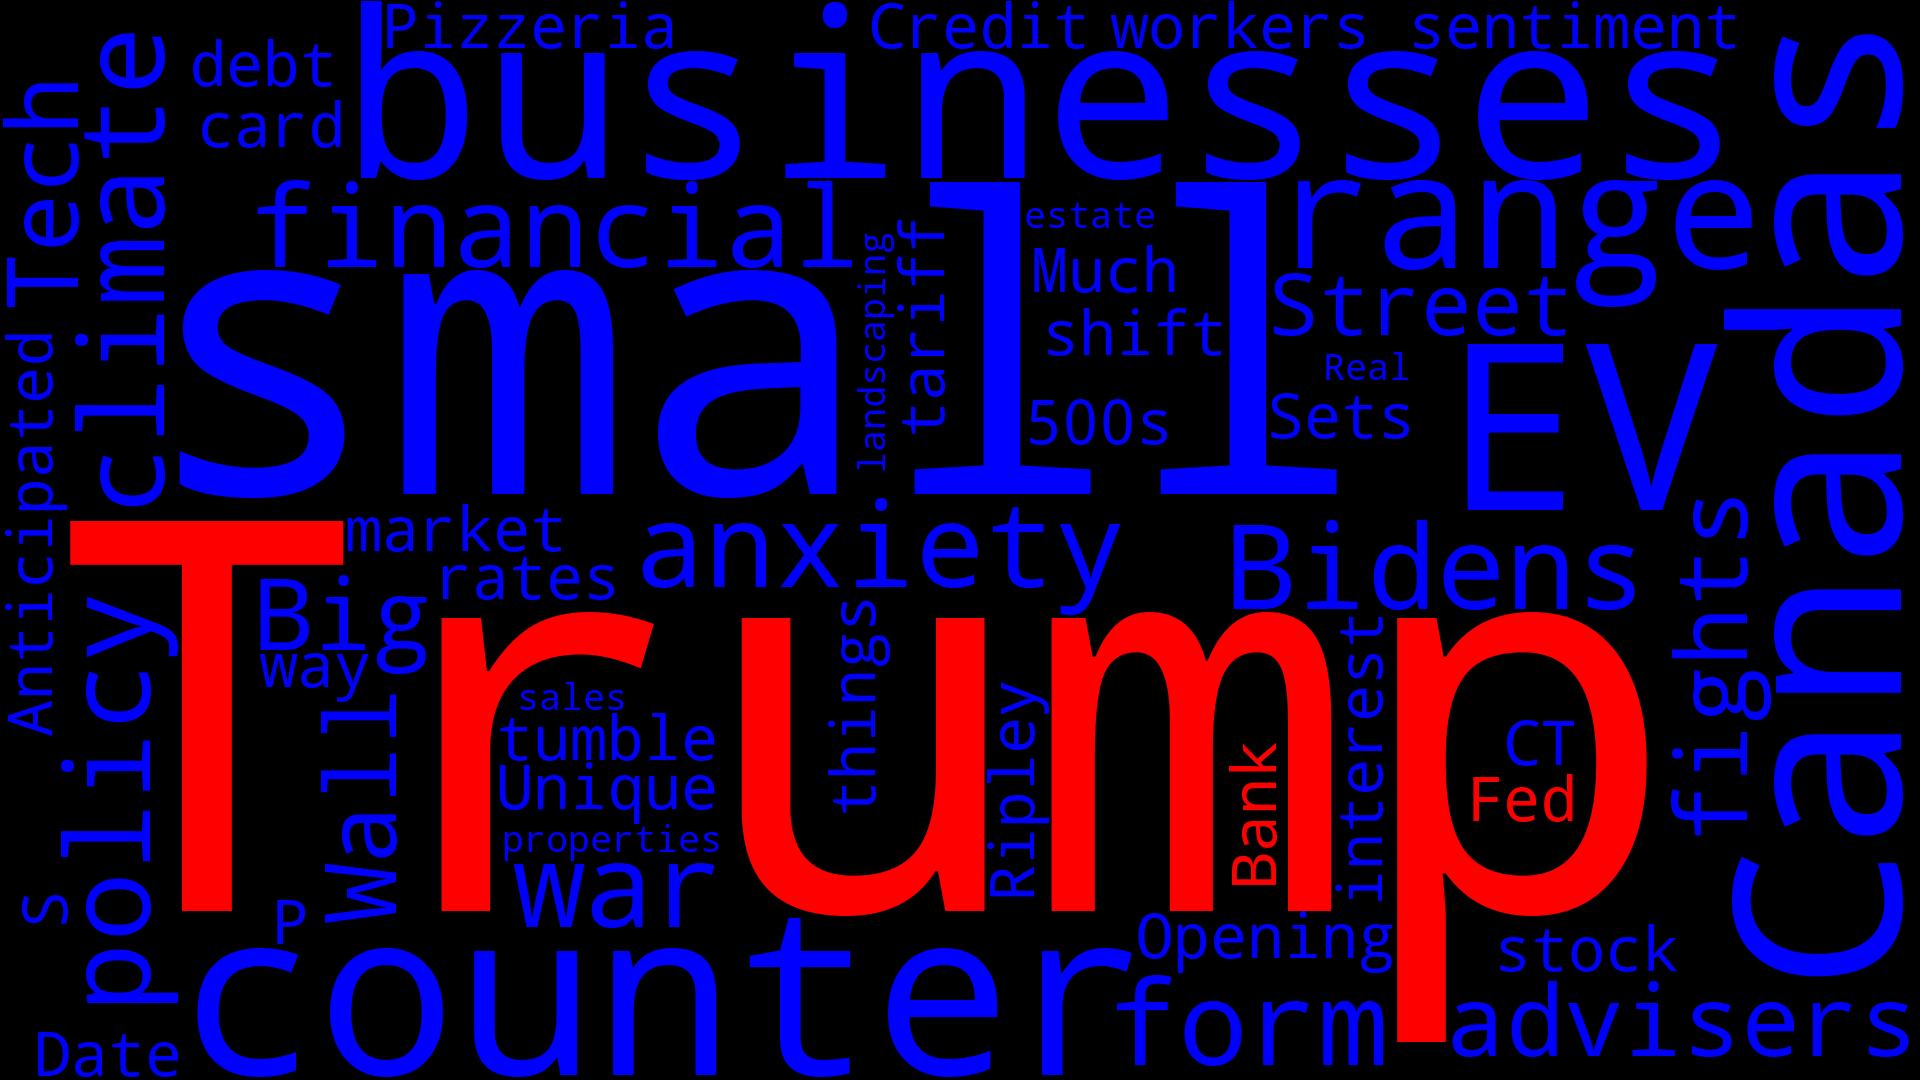 Pizzeria
Credit
workers
sentiment
debt
card
businesses
climate
Tech
financial
range
Canadas
small
landscaping
tariff
estate
Much
shift
500s
Street
Real
Sets
EV
Anticipated
market
rates
anxiety
Bidens
fights
Trump
Big
way
policy
Wall
sales
tumble
Unique
properties
war
things
Ripley
Bank
interest
CT
Fed
S
P
counter
Opening
form
stock
advisers
Date